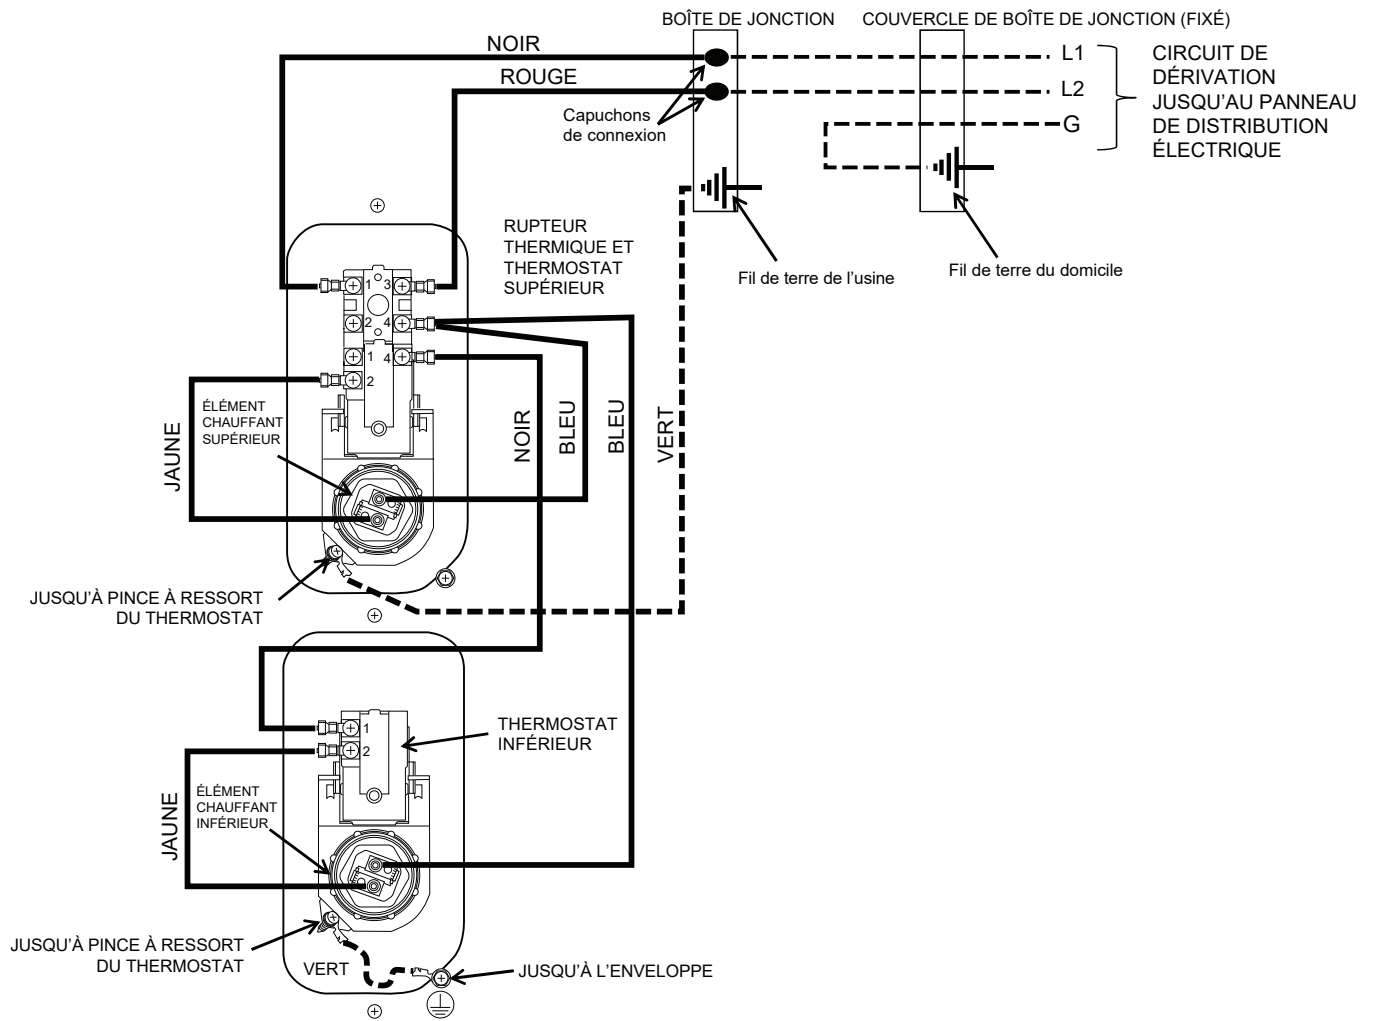 BOÎTE DE JONCTION
COUVERCLE DE BOÎTE DE JONCTION (FIXÉ)
NOIR
ROUGE
L1
L2
G
CIRCUIT DE
DÉRIVATION
JUSQU'AU PANNEAU
DE DISTRIBUTION
ÉLECTRIQUE
Capuchons
de connexion
Fil de terre de l'usine
Fil de terre du domicile
RUPTEUR
THERMIQUE ET
THERMOSTAT
SUPÉRIEUR
1 3
2 4
1 4
2
ÉLÉMENT
CHAUFFANT
SUPÉRIEUR
JAUNE
NOIR
BLEU
BLEU
VERT
JUSQU'À PINCE À RESSORT
DU THERMOSTAT
THERMOSTAT
INFÉRIEUR
1
2
ÉLÉMENT
CHAUFFANT
INFÉRIEUR
JAUNE
JUSQU'À PINCE À RESSORT
DU THERMOSTAT
VERT
JUSQU'À L'ENVELOPPE